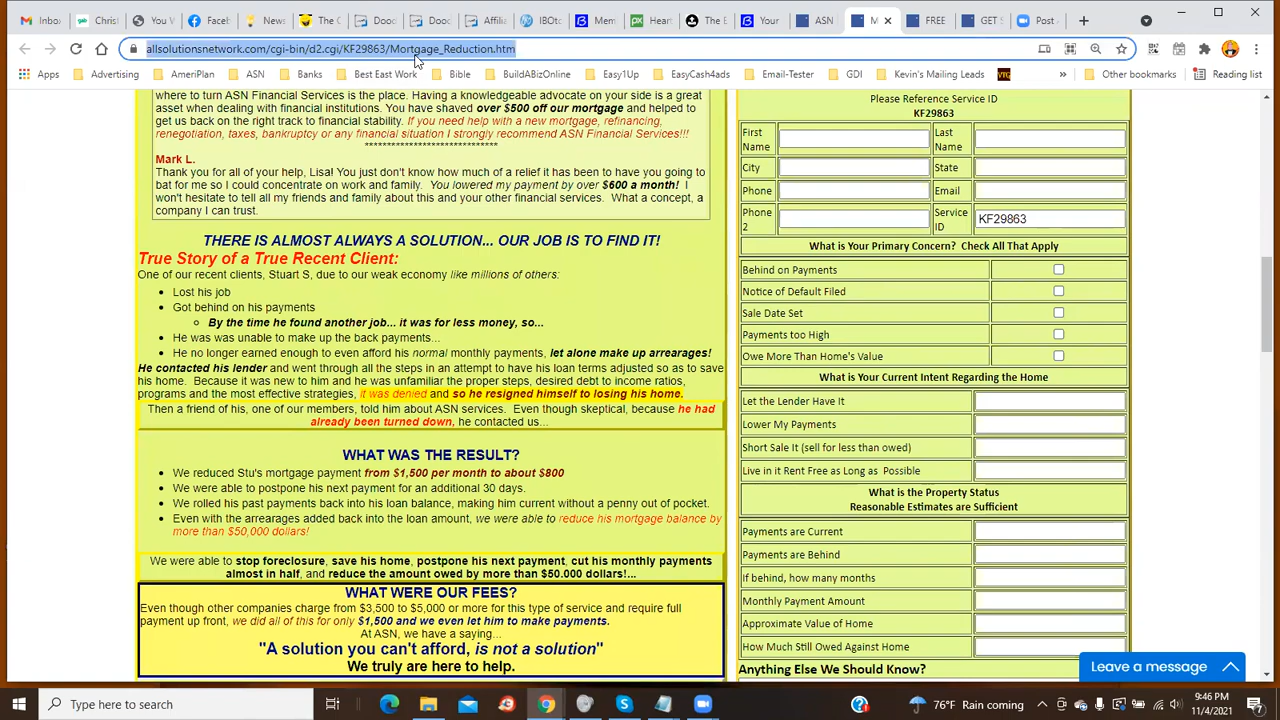 Inbox
Chris
You V
Faceb
News
The C
Dood
Dood
Affilia
IBOto
Mem
Heart
The E
Your
ASN
M
FREE
GET S
Post A
allsolutionsnetwork.com/cgi-bin/d2.cgi/KF29863/Mortgage_Reduction.htm
Apps
Advertising
AmeriPlan
ASN
Banks
Best East Work
Bible
BuildABizOnline
Easy1Up
EasyCash4ads
Email-Tester
GDI
Kevin's Mailing Leads
VTG
»
Other bookmarks
Reading list
where to turn ASN Financial Services is the place. Having a knowledgeable advocate on your side is a great
asset when dealing with financial institutions. You have shaved over $500 off our mortgage and helped to
get us back on the right track to financial stability. If you need help with a new mortgage, refinancing,
renegotiation, taxes, bankruptcy or any financial situation I strongly recommend ASN Financial Services!!!
******************************
Mark L.
Thank you for all of your help, Lisa! You just don't know how much of a relief it has been to have you going to
bat for me so I could concentrate on work and family. You lowered my payment by over $600 a month! I
won't hesitate to tell all my friends and family about this and your other financial services. What a concept, a
company I can trust.
THERE IS ALMOST ALWAYS A SOLUTION... OUR JOB IS TO FIND IT!
True Story of a True Recent Client:
One of our recent clients, Stuart S, due to our weak economy like millions of others:
• Lost his job
• Got behind on his payments
○ By the time he found another job... it was for less money, so...
• He was was unable to make up the back payments...
• He no longer earned enough to even afford his normal monthly payments, let alone make up arrearages!
He contacted his lender and went through all the steps in an attempt to have his loan terms adjusted so as to save
his home. Because it was new to him and he was unfamiliar the proper steps, desired debt to income ratios,
programs and the most effective strategies, it was denied and so he resigned himself to losing his home.
Then a friend of his, one of our members, told him about ASN services. Even though skeptical, because he had
already been turned down, he contacted us...
WHAT WAS THE RESULT?
• We reduced Stu's mortgage payment from $1,500 per month to about $800
• We were able to postpone his next payment for an additional 30 days.
• We rolled his past payments back into his loan balance, making him current without a penny out of pocket.
• Even with the arrearages added back into the loan amount, we were able to reduce his mortgage balance by
more than $50,000 dollars!
We were able to stop foreclosure, save his home, postpone his next payment, cut his monthly payments
almost in half, and reduce the amount owed by more than $50.000 dollars!...
WHAT WERE OUR FEES?
Even though other companies charge from $3,500 to $5,000 or more for this type of service and require full
payment up front, we did all of this for only $1,500 and we even let him to make payments.
At ASN, we have a saying...
"A solution you can't afford, is not a solution"
We truly are here to help.
Please Reference Service ID
KF29863
First Name
Last Name
City
State
Phone
Email
Phone 2
Service ID
KF29863
What is Your Primary Concern? Check All That Apply
Behind on Payments
Notice of Default Filed
Sale Date Set
Payments too High
Owe More Than Home's Value
What is Your Current Intent Regarding the Home
Let the Lender Have It
Lower My Payments
Short Sale It (sell for less than owed)
Live in it Rent Free as Long as Possible
What is the Property Status
Reasonable Estimates are Sufficient
Payments are Current
Payments are Behind
If behind, how many months
Monthly Payment Amount
Approximate Value of Home
How Much Still Owed Against Home
Anything Else We Should Know?
Leave a message
Type here to search
76°F Raining coming
9:46 PM
11/4/2021